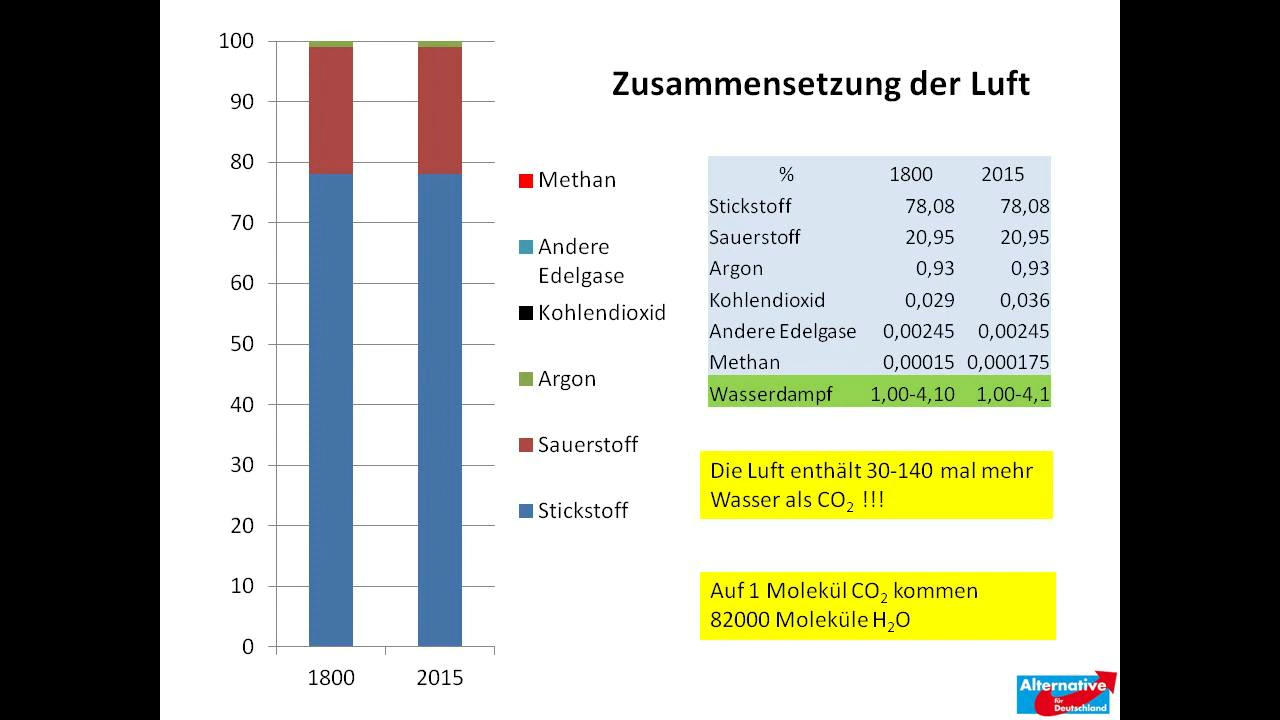 Zusammensetzung der Luft
100
90
80
70
60
50
40
30
20
10
0
1800 2015
Methan
Andere
Edelgase
Kohlendioxid
Argon
Sauerstoff
Stickstoff
% 1800 2015
Stickstoff 78,08 78,08
Sauerstoff 20,95 20,95
Argon 0,93 0,93
Kohlendioxid 0,029 0,036
Andere Edelgase 0,00245 0,00245
Methan 0,00015 0,000175
Wasserdampf 1,00-4,10 1,00-4,1
Die Luft enthält 30-140 mal mehr
Wasser als CO₂ !!!
Auf 1 Molekül CO₂ kommen
82000 Moleküle H₂O
Alternative
für
Deutschland